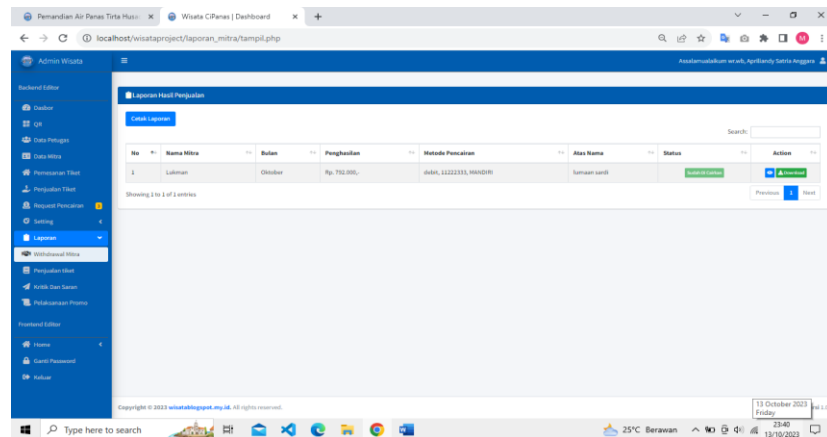 Pemandian Air Panas Tirta Husa
Wisata CiPanas | Dashboard
localhost/wisataproject/laporan_mitra/tampil.php
M
Admin Wisata
Assalamualaikum wr.wb, Apriliandy Satria Anggara
Backend Editor
Dasbor
QR
Data Petugas
Data Mitra
Pemesanan Tiket
Penjualan Tiket
Request Pencairan
Setting
Laporan
Withdrawal Mitra
Penjualan tiket
Kritik Dan Saran
Pelaksanaan Promo
Frontend Editor
Home
Ganti Password
Keluar
Laporan Hasil Penjualan
Cetak Laporan
Search:
No Nama Mitra Bulan Penghasilan Metode Pencairan Atas Nama Status Action
1 Lukman Oktober Rp. 792.000,- debit, 11222333, MANDIRI lumaan sardi Download
Showing 1 to 1 of 1 entries
Previous 1 Next
Copyright © 2023 wisatablogspot.my.id. All rights reserved.
13 October 2023
Friday
Type here to search
25°C Berawan
23:40
13/10/2023